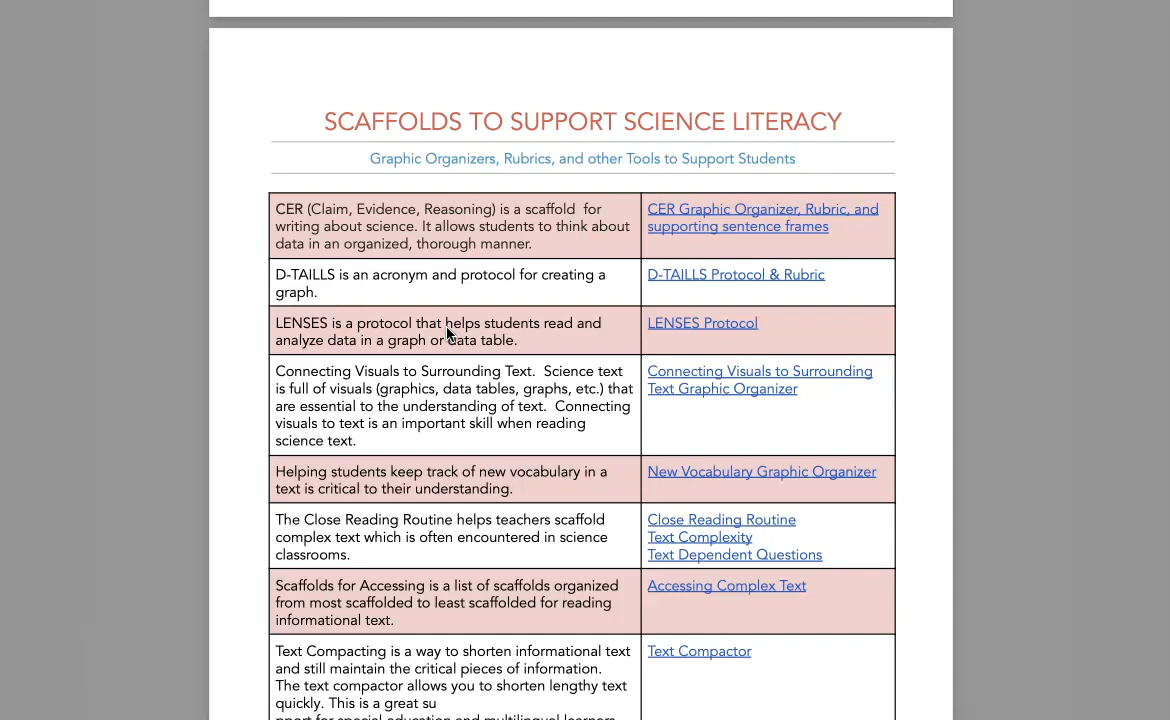 SCAFFOLDS TO SUPPORT SCIENCE LITERACY
Graphic Organizers, Rubrics, and other Tools to Support Students
CER (Claim, Evidence, Reasoning) is a scaffold  for
writing about science. It allows students to think about
data in an organized, thorough manner.
CER Graphic Organizer, Rubric, and
supporting sentence frames
D-TAILLS is an acronym and protocol for creating a
graph.
D-TAILLS Protocol & Rubric
LENSES is a protocol that helps students read and
analyze data in a graph or data table.
LENSES Protocol
Connecting Visuals to Surrounding Text.  Science text
is full of visuals (graphics, data tables, graphs, etc.) that
are essential to the understanding of text.  Connecting
visuals to text is an important skill when reading
science text.
Connecting Visuals to Surrounding
Text Graphic Organizer
Helping students keep track of new vocabulary in a
text is critical to their understanding.
New Vocabulary Graphic Organizer
The Close Reading Routine helps teachers scaffold
complex text which is often encountered in science
classrooms.
Close Reading Routine
Text Complexity
Text Dependent Questions
Scaffolds for Accessing is a list of scaffolds organized
from most scaffolded to least scaffolded for reading
informational text.
Accessing Complex Text
Text Compacting is a way to shorten informational text
and still maintain the critical pieces of information.
The text compactor allows you to shorten lengthy text
quickly. This is a great su
pport for special education and multilingual learners
Text Compactor